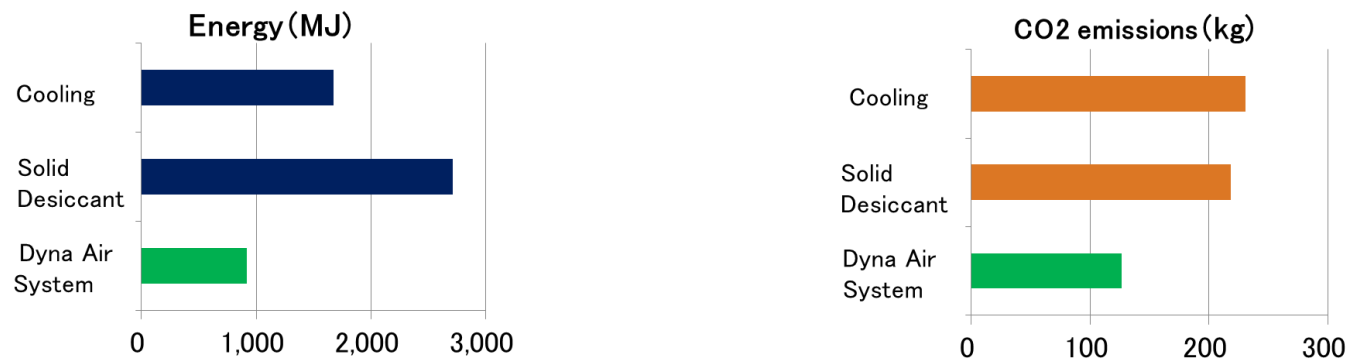 Energy(MJ)
Cooling
Solid
Desiccant
Dyna Air
System
0 1,000 2,000 3,000
CO2 emissions(kg)
Cooling
Solid
Desiccant
Dyna Air
System
0 100 200 300